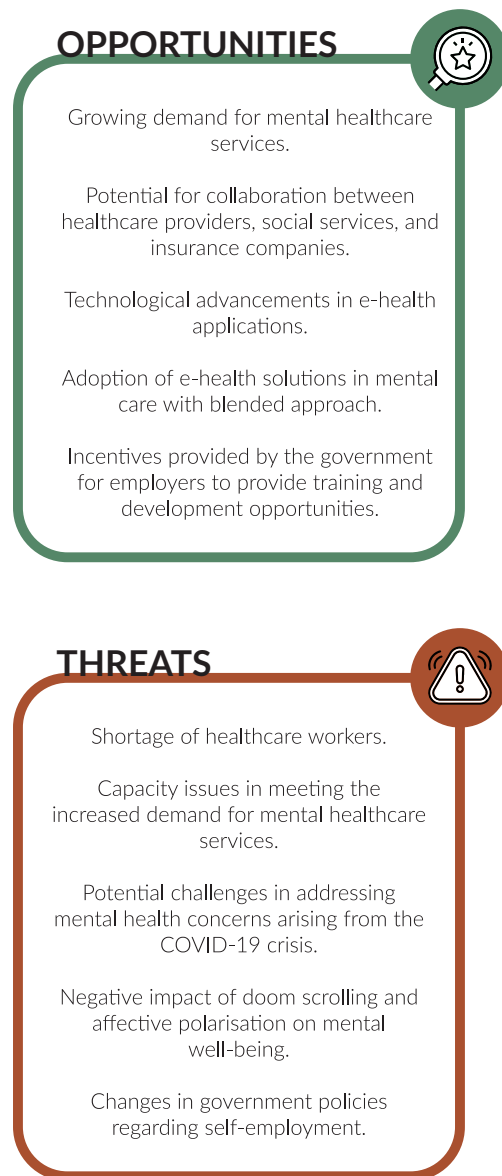 OPPORTUNITIES
Growing demand for mental healthcare
services.
Potential for collaboration between
healthcare providers, social services, and
insurance companies.
Technological advancements in e-health
applications.
Adoption of e-health solutions in mental
care with blended approach.
Incentives provided by the government
for employers to provide training and
development opportunities.
THREATS
Shortage of healthcare workers.
Capacity issues in meeting the
increased demand for mental healthcare
services.
Potential challenges in addressing
mental health concerns arising from the
COVID-19 crisis.
Negative impact of doom scrolling and
affective polarisation on mental
well-being.
Changes in government policies
regarding self-employment.